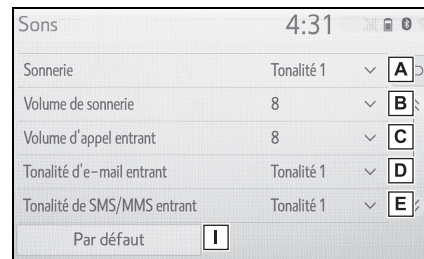 Sons 4:31
Sonnerie Tonalité 1 A
Volume de sonnerie 8 B
Volume d'appel entrant 8 C
Tonalité d'e-mail entrant Tonalité 1 D
Tonalité de SMS/MMS entrant Tonalité 1 E
Par défaut I